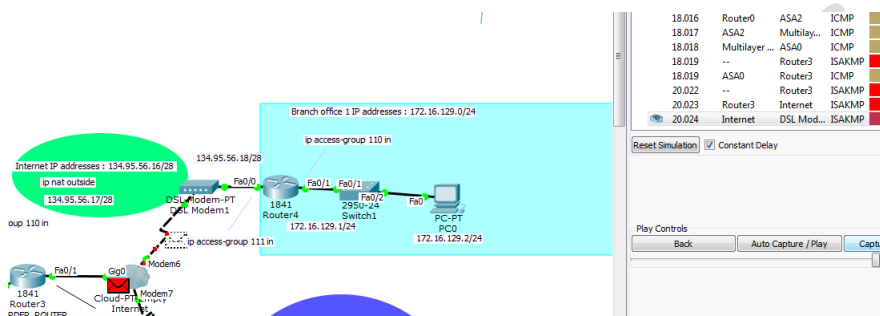 18.016 Router0 ASA2 ICMP
18.017 ASA2 Multilay... ICMP
18.018 Multilayer ... ASA0 ICMP
18.019 -- Router3 ISAKMP
18.019 ASA0 Router3 ICMP
20.022 -- Router3 ISAKMP
20.023 Router3 Internet ISAKMP
20.024 Internet DSL Mod... ISAKMP
Reset Simulation Constant Delay
Play Controls
Back Auto Capture / Play Captu
Branch office 1 IP addresses : 172.16.129.0/24
ip access-group 110 in
134.95.56.18/28
Internet IP addresses : 134.95.56.16/28
ip nat outside
134.95.56.17/28
oup 110 in
DSL-Modem-PT
DSL Modem1
Fa0/0
Fa0/1
1841
Router4
172.16.129.1/24
Fa0/1
Fa0/2
2950-24
Switch1
Fa0
PC-PT
PC0
172.16.129.2/24
ip access-group 111 in
Modem6
Fa0/1
Gig0
Modem7
1841
Router3
RDER ROUTER
Cloud-PT-Empty
Internet